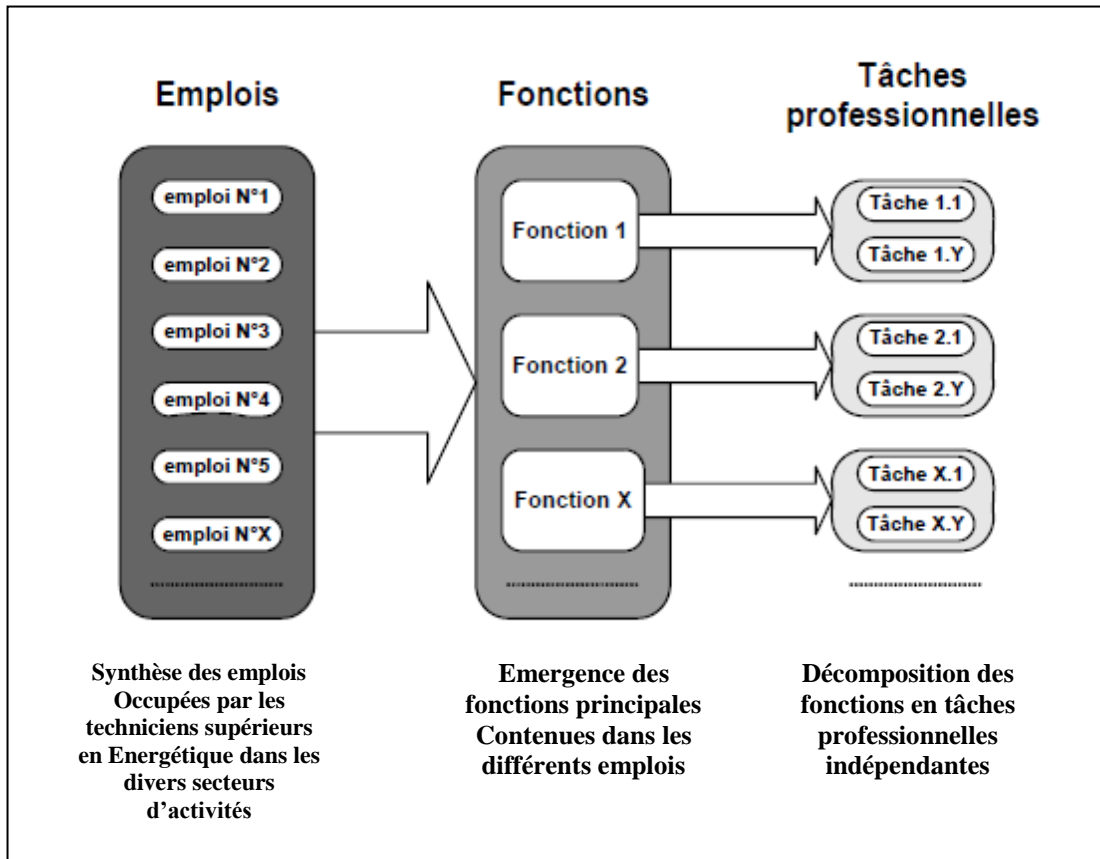 Emplois
emploi N°1
emploi N°2
emploi N°3
emploi N°4
emploi N°5
emploi N°X
Synthèse des emplois
Occupées par les
techniciens supérieurs
en Energétique dans les
divers secteurs
d’activités
Fonctions
Fonction 1
Fonction 2
Fonction X
Emergence des
fonctions principales
Contenues dans les
différents emplois
Tâches
professionnelles
Tâche 1.1
Tâche 1.Y
Tâche 2.1
Tâche 2.Y
Tâche X.1
Tâche X.Y
Décomposition des
fonctions en tâches
professionnelles
indépendantes